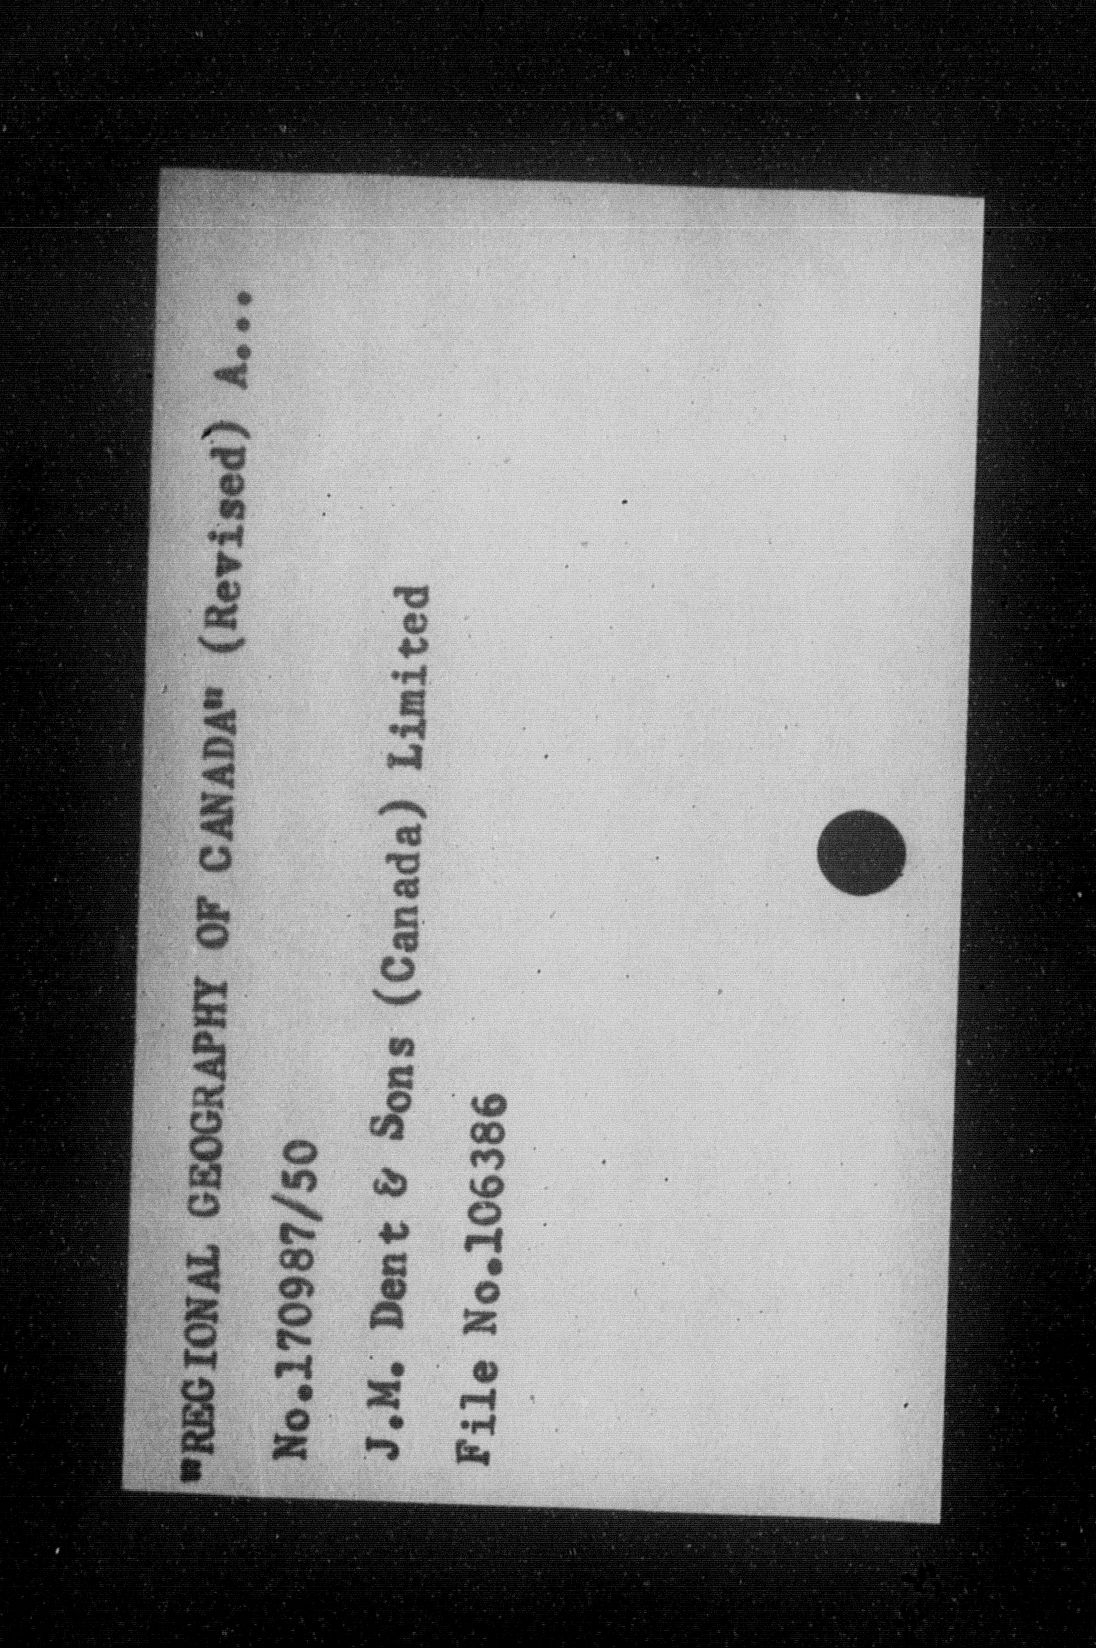 "REGIONAL GEOGRAPHY OF CANADA" (Revised) A...
No.170987/50
J.M. Dent & Sons (Canada) Limited
File No.106386